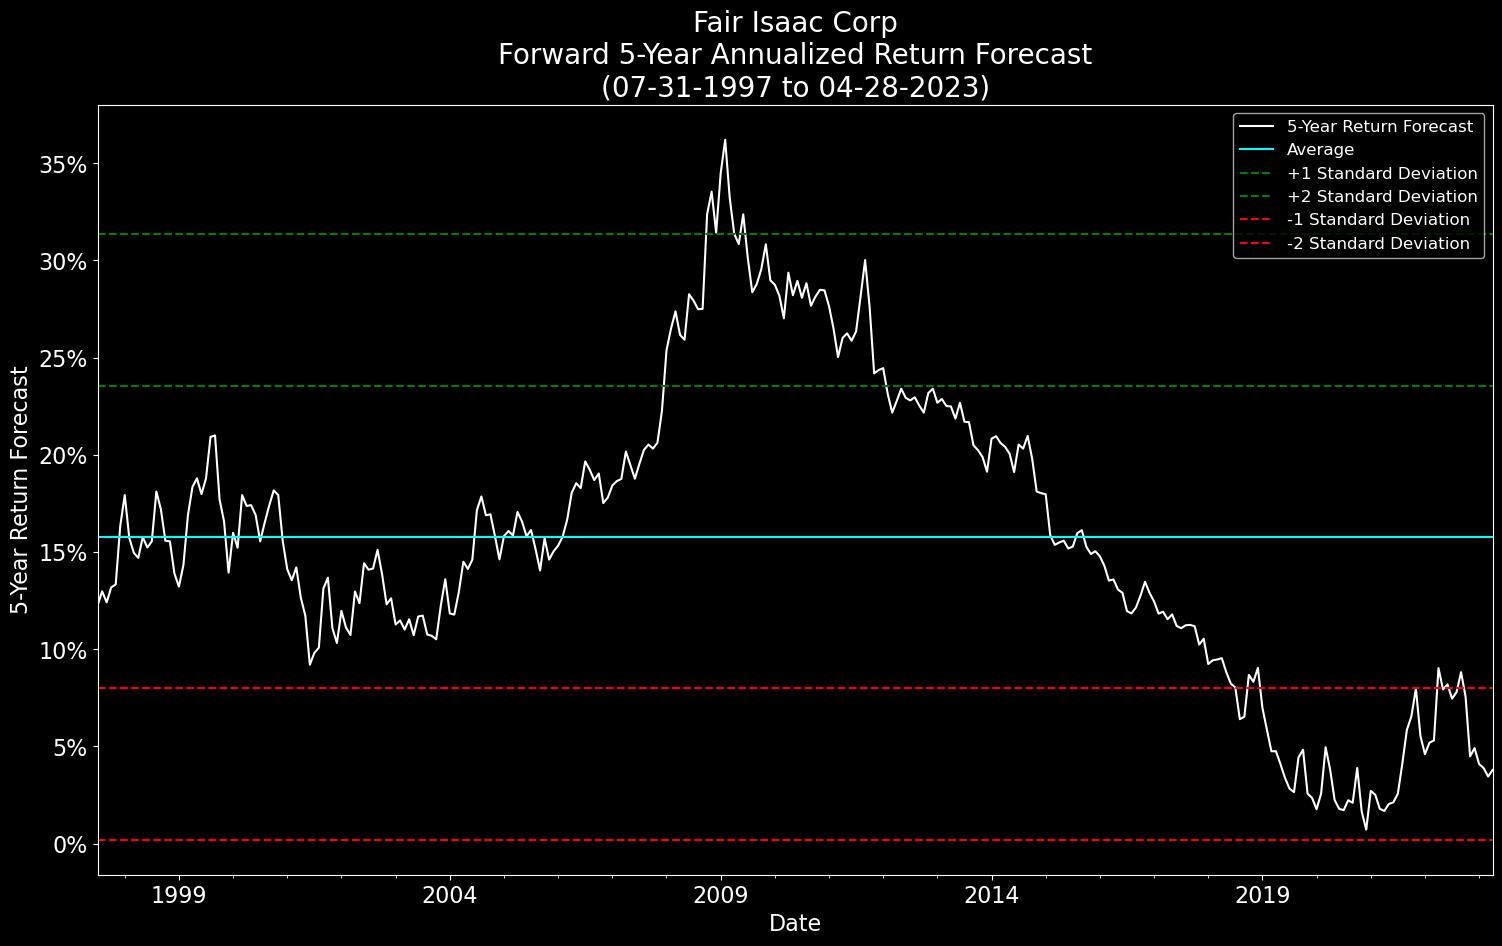 Fair Isaac Corp
Forward 5-Year Annualized Return Forecast
(07-31-1997 to 04-28-2023)
5-Year Return Forecast
Average
+1 Standard Deviation
+2 Standard Deviation
-1 Standard Deviation
-2 Standard Deviation
35%
30%
25%
20%
15%
10%
5%
0%
5-Year Return Forecast
1999 2004 2009 2014 2019
Date